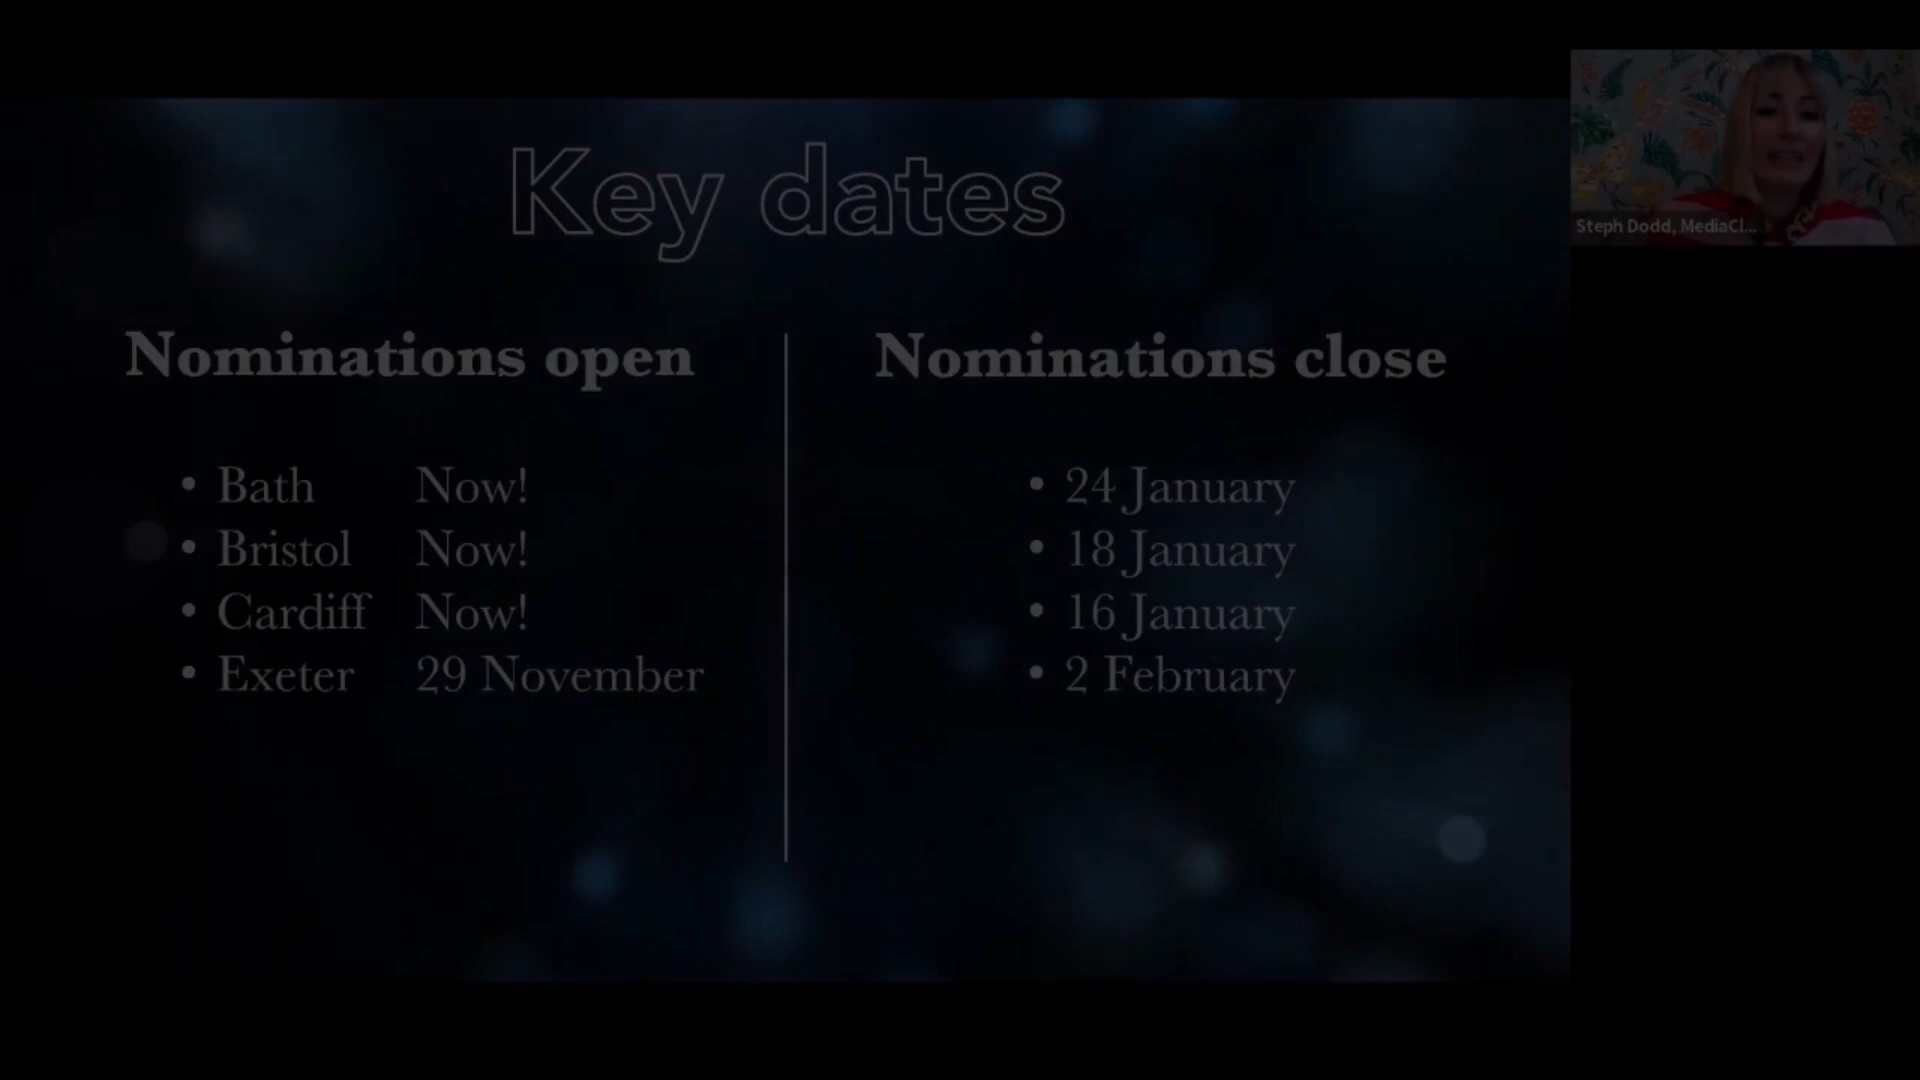 Key dates
Steph Dodd, MediaCl...
Nominations open
• Bath Now!
• Bristol Now!
• Cardiff Now!
• Exeter 29 November
Nominations close
• 24 January
• 18 January
• 16 January
• 2 February